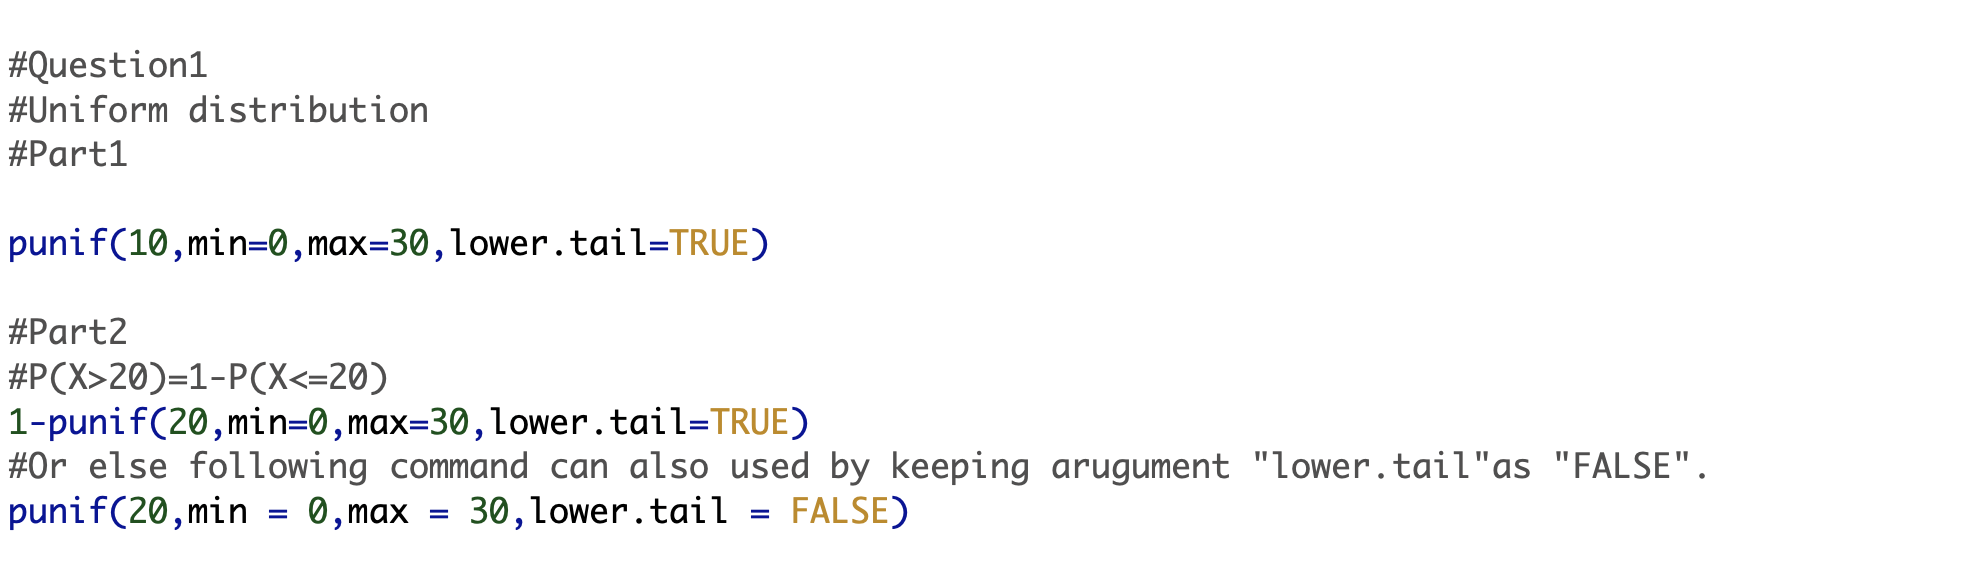 #Question1
#Uniform distribution
#Part1
punif(10,min=0,max=30,lower.tail=TRUE)
#Part2
#P(X>20)=1-P(X<=20)
1-punif(20,min=0,max=30,lower.tail=TRUE)
#Or else following command can also used by keeping arugument "lower.tail"as "FALSE".
punif(20,min = 0,max = 30,lower.tail = FALSE)